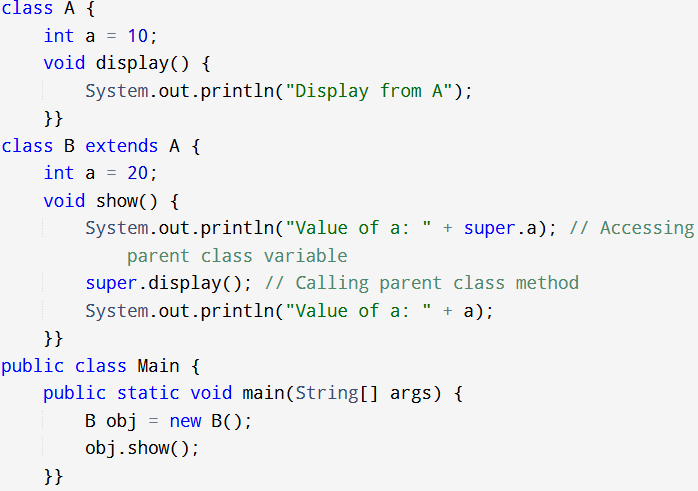 class A {
    int a = 10;
    void display() {
        System.out.println("Display from A");
    }}
class B extends A {
    int a = 20;
    void show() {
        System.out.println("Value of a: " + super.a); // Accessing
            parent class variable
        super.display(); // Calling parent class method
        System.out.println("Value of a: " + a);
    }}
public class Main {
    public static void main(String[] args) {
        B obj = new B();
        obj.show();
    }}